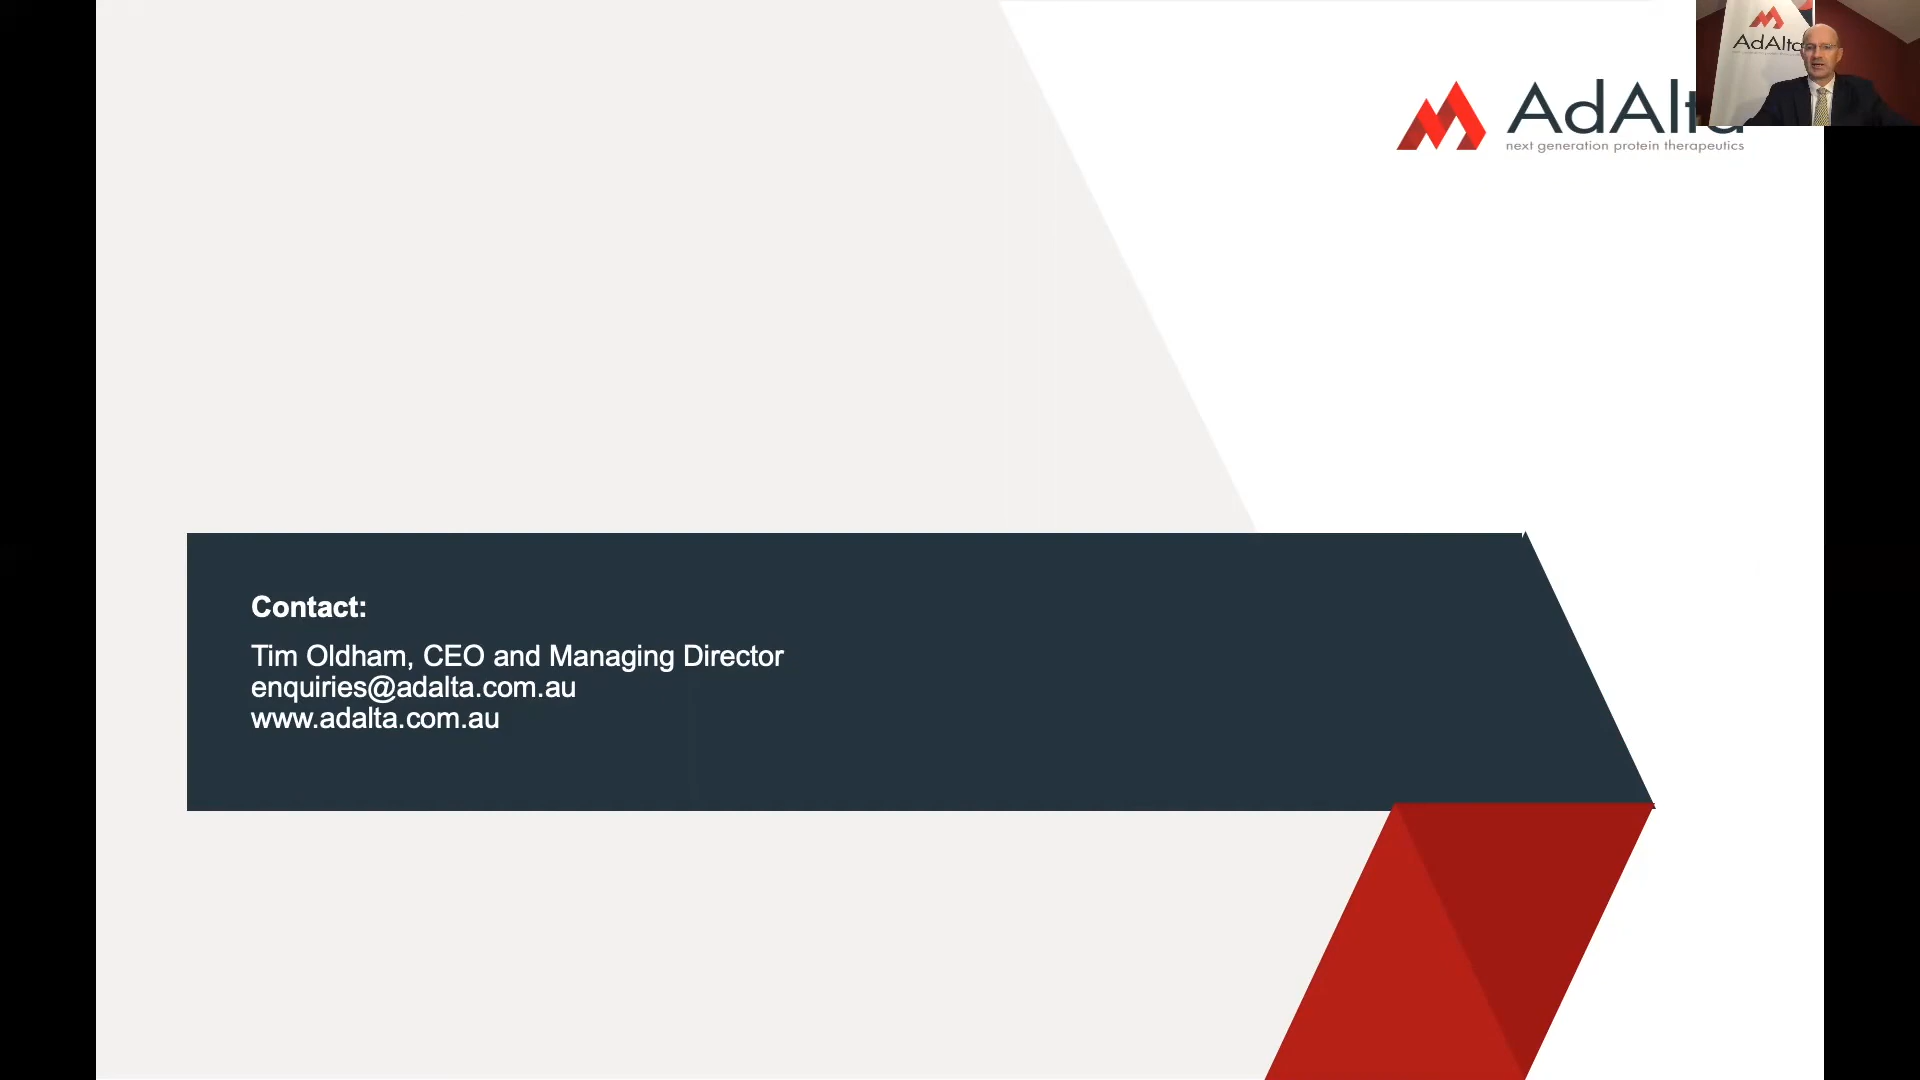 AdAlta
AdAlta
next generation protein therapeutics
Contact:
Tim Oldham, CEO and Managing Director
enquiries@adalta.com.au
www.adalta.com.au